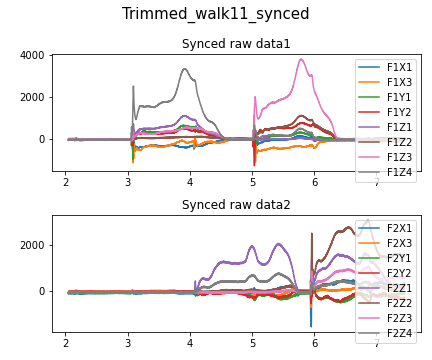 Trimmed_walk11_synced
Synced raw data1
4000
2000
0
2 3 4 5 6 7
F1X1
F1X3
F1Y1
F1Y2
F1Z1
F1Z2
F1Z3
F1Z4
Synced raw data2
2000
0
2 3 4 5 6 7
F2X1
F2X3
F2Y1
F2Y2
F2Z1
F2Z2
F2Z3
F2Z4